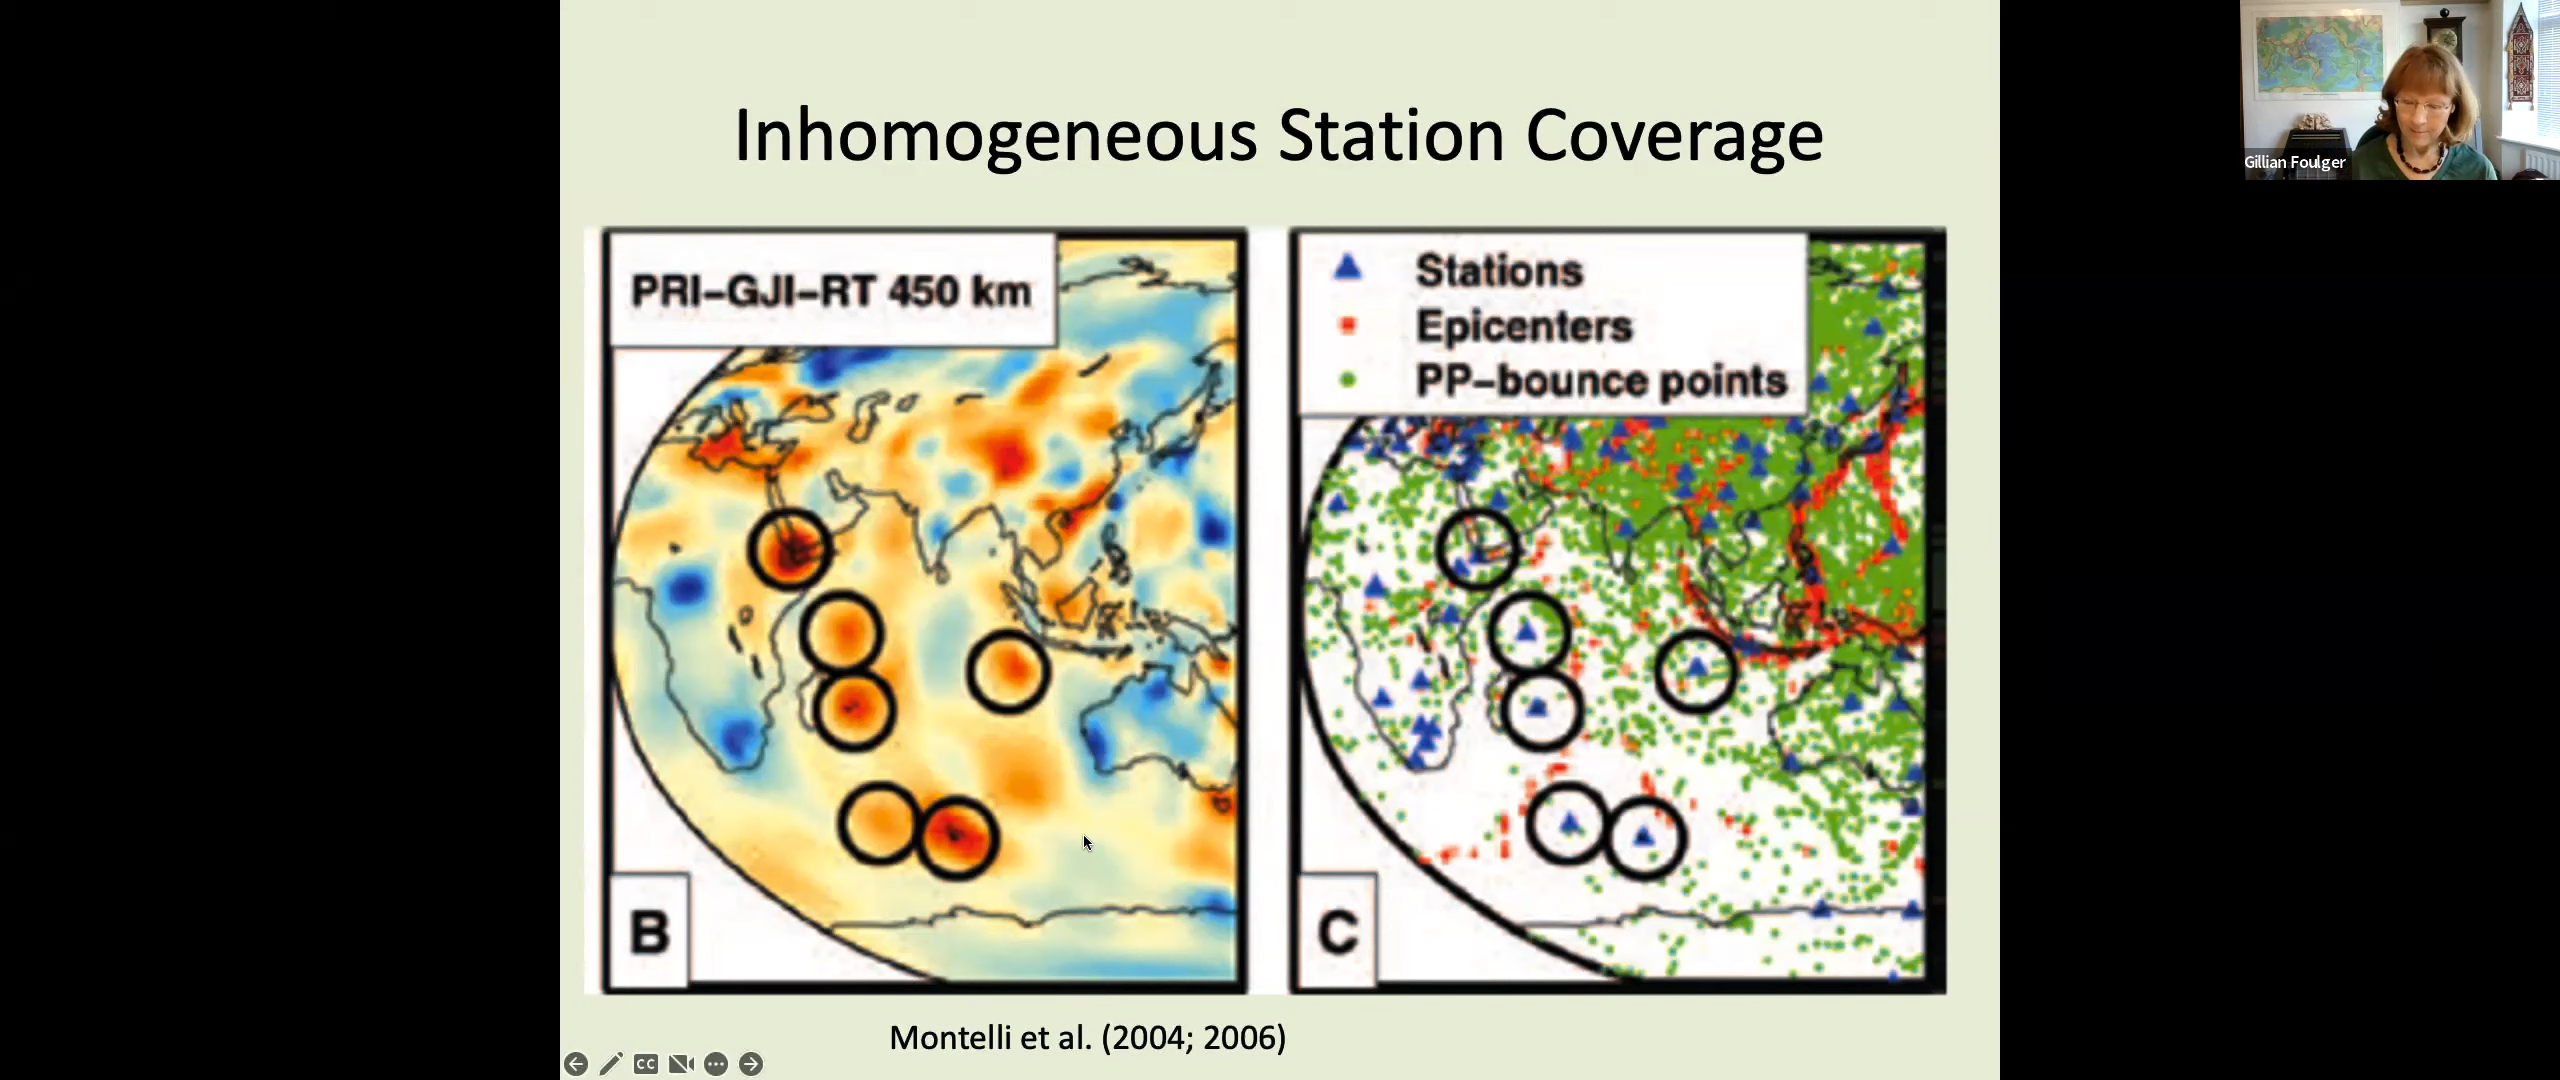 Inhomogeneous Station Coverage
Gillian Foulger
PRI–GJI–RT 450 km
Stations
Epicenters
PP–bounce points
B
C
Montelli et al. (2004; 2006)
CC